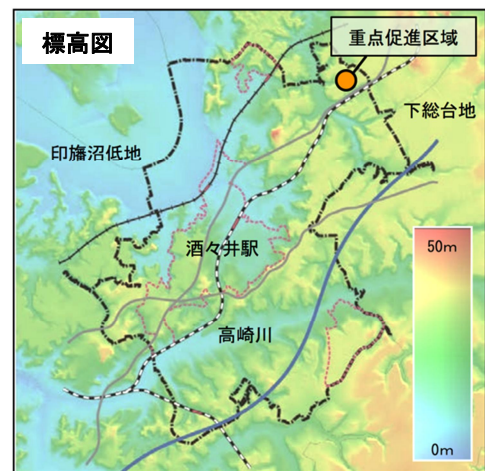 標高図
重点促進区域
下総台地
印旛沼低地
酒々井駅
50m
高崎川
0m